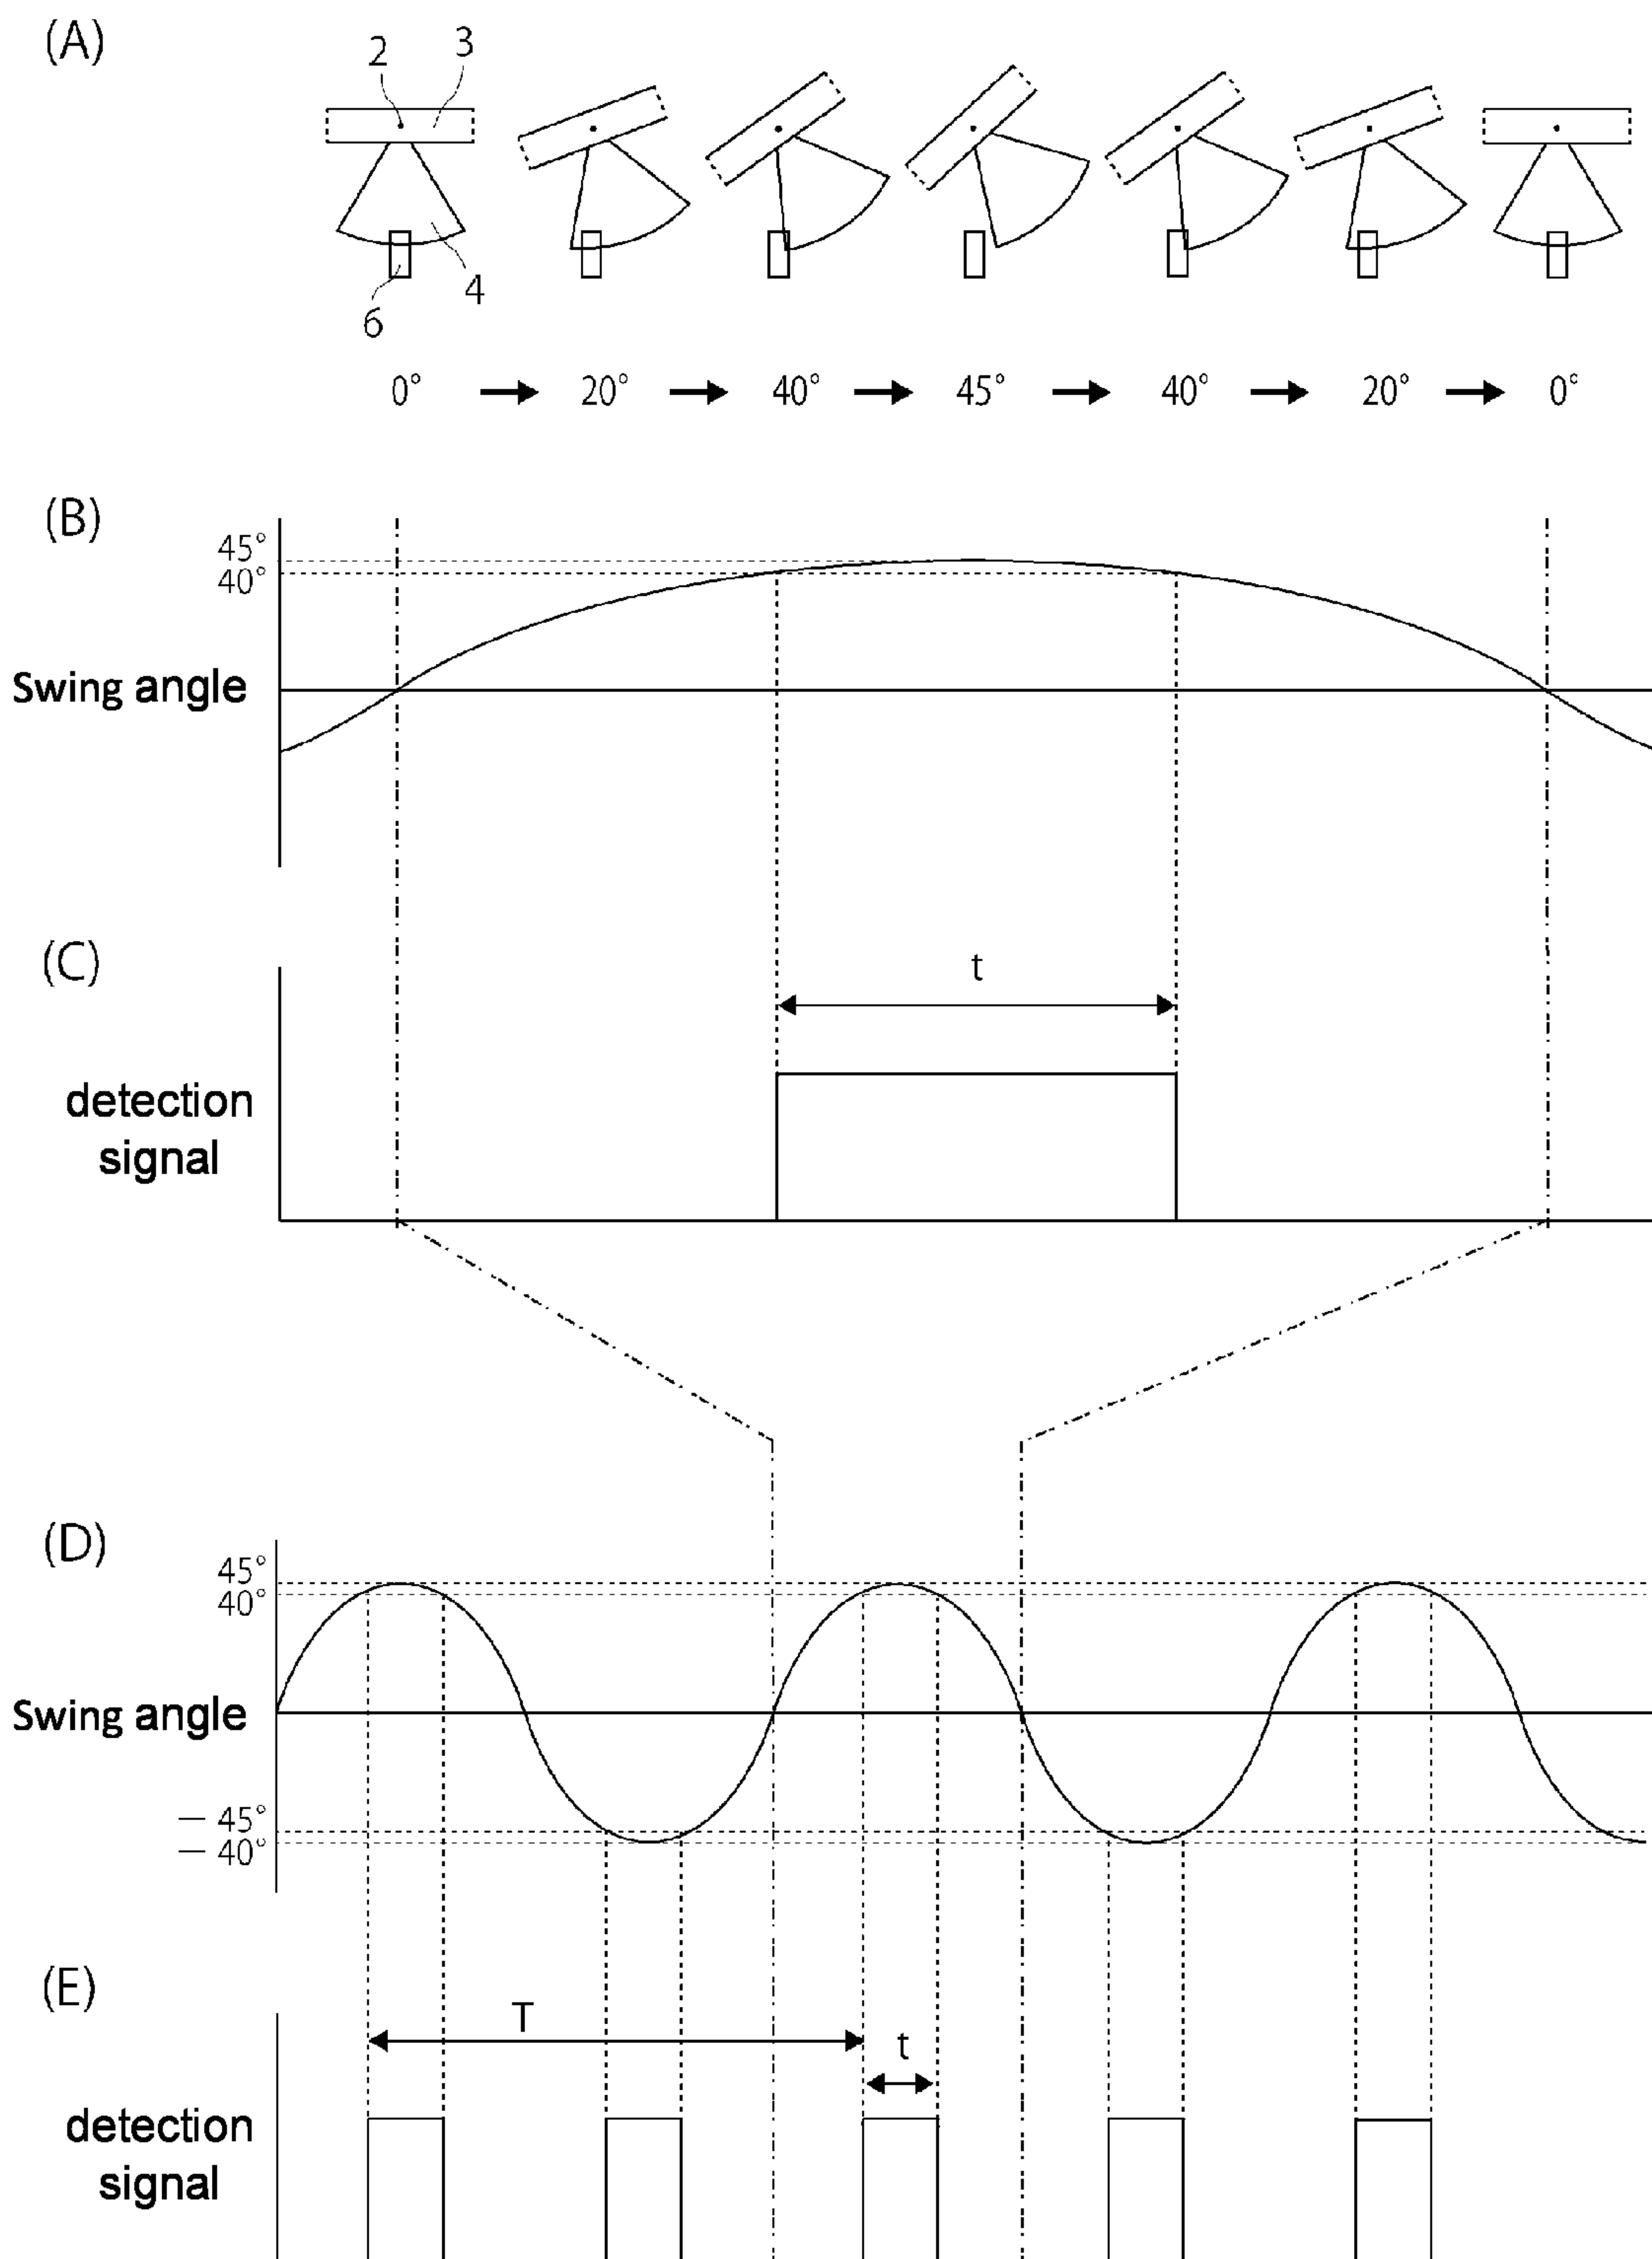 (A)
2 3
4
6
0° 20° 40° 45° 40° 20° 0°
(B)
45°
40°
Swing angle
(C)
t
detection
signal
(D)
45°
40°
Swing angle
— 45°
— 40°
(E)
T
t
detection
signal